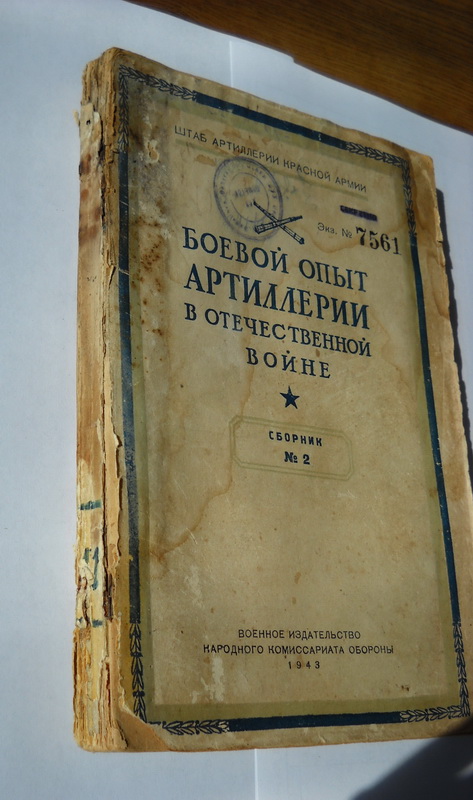 ШТАБ АРТИЛЛЕРИИ КРАСНОЙ АРМИИ
Экз. № 7561
БОЕВОЙ ОПЫТ
АРТИЛЛЕРИИ
В ОТЕЧЕСТВЕННОЙ
ВОЙНЕ
СБОРНИК
№ 2
ВОЕННОЕ ИЗДАТЕЛЬСТВО
НАРОДНОГО КОМИССАРИАТА ОБОРОНЫ
1943